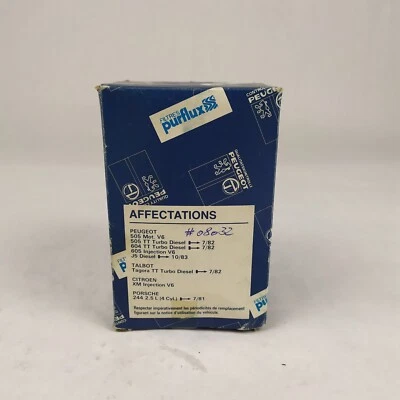 FILTRES
purflux
PEUGEOT
PEUGEOT
PEUGEOT
AFFECTATIONS
#08032
PEUGEOT
505 Mot. V6
505 TT Turbo Diesel 7/82
604 TT Turbo Diesel 7/82
605 Injection V6
J5 Diesel 10/83
TALBOT
Tagora TT Turbo Diesel 7/82
CITROEN
XM Injection V6
PORSCHE
244 2.5 L (4 Cyl.) 7/81
Respecter impérativement les périodicités de remplacement
figurant sur la notice d'utilisation du véhicule.